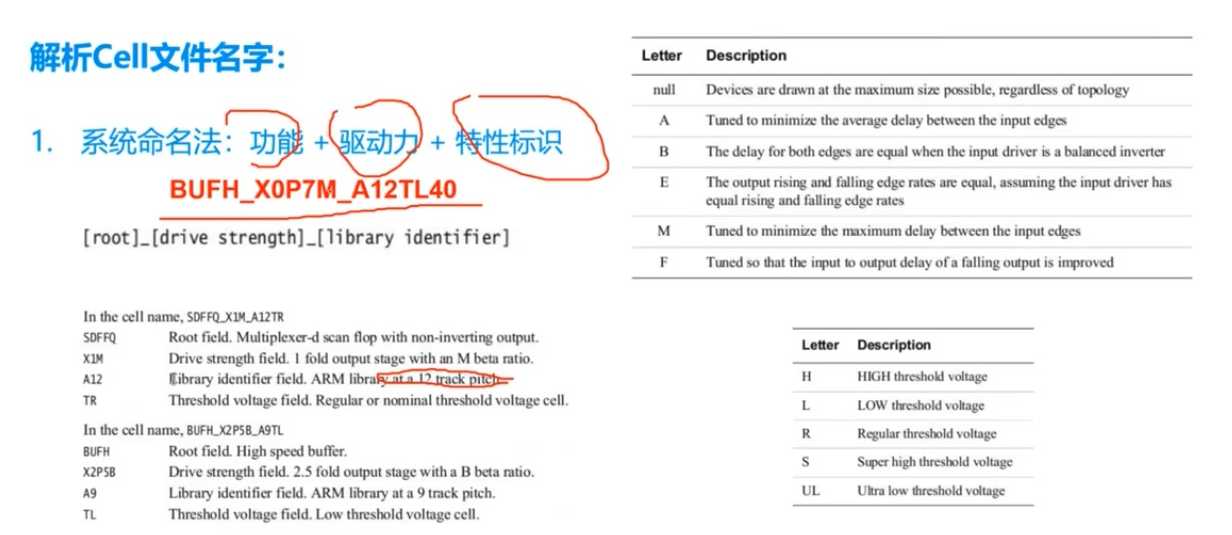 解析Cell文件名字：
1. 系统命名法：功能 + 驱动力 + 特性标识
BUFH_X0P7M_A12TL40
[root]_[drive strength]_[library identifier]
In the cell name, SDFFQ_X1M_A12TR
SDFFQ Root field. Multiplexer-d scan flop with non-inverting output.
X1M Drive strength field. 1 fold output stage with an M beta ratio.
A12 Library identifier field. ARM library at a 12 track pitch.
TR Threshold voltage field. Regular or nominal threshold voltage cell.
In the cell name, BUFH_X2P5B_A9TL
BUFH Root field. High speed buffer.
X2P5B Drive strength field. 2.5 fold output stage with a B beta ratio.
A9 Library identifier field. ARM library at a 9 track pitch.
TL Threshold voltage field. Low threshold voltage cell.
Letter Description
null Devices are drawn at the maximum size possible, regardless of topology
A Tuned to minimize the average delay between the input edges
B The delay for both edges are equal when the input driver is a balanced inverter
E The output rising and falling edge rates are equal, assuming the input driver has
equal rising and falling edge rates
M Tuned to minimize the maximum delay between the input edges
F Tuned so that the input to output delay of a falling output is improved
Letter Description
H HIGH threshold voltage
L LOW threshold voltage
R Regular threshold voltage
S Super high threshold voltage
UL Ultra low threshold voltage